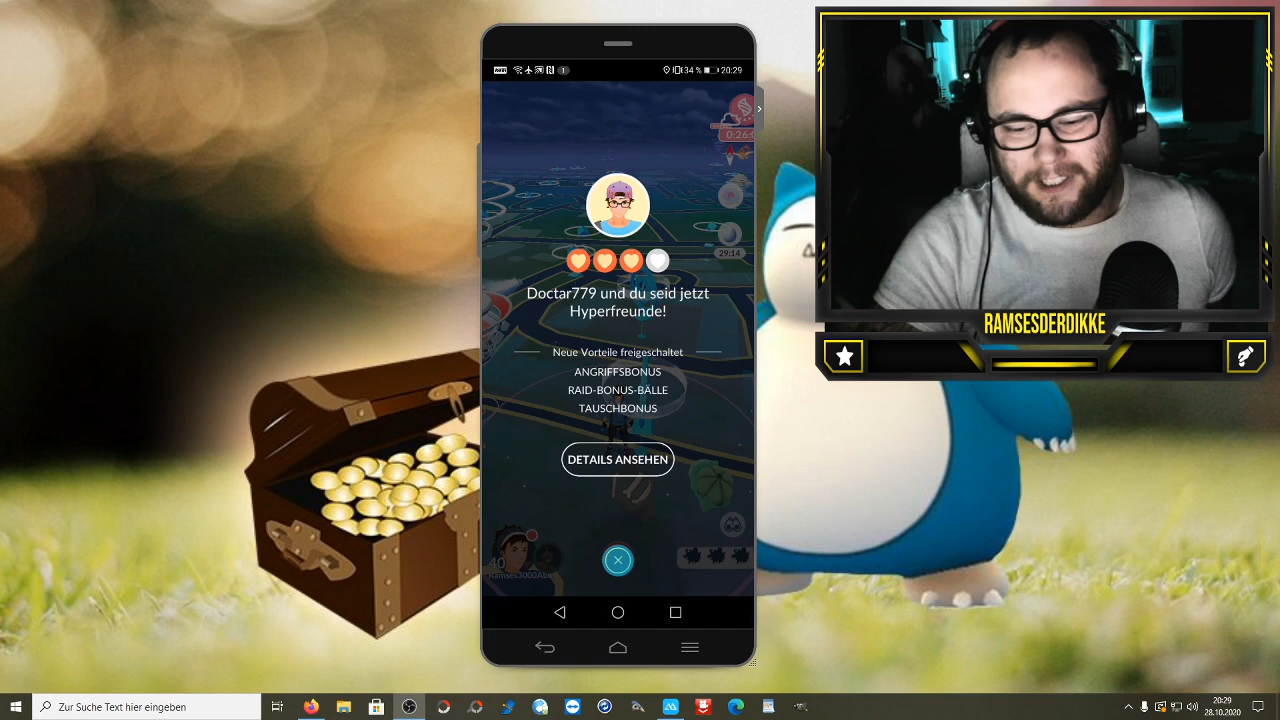 1
34 %
20:29
0:26:0
29:14
Doctar779 und du seid jetzt
Hyperfreunde!
Neue Vorteile freigeschaltet
ANGRIFFSBONUS
RAID-BONUS-BÄLLE
TAUSCHBONUS
DETAILS ANSEHEN
40
RAMSESDERDIKKE
Zur Suche Text hier eingeben
20:29
28.10.2020